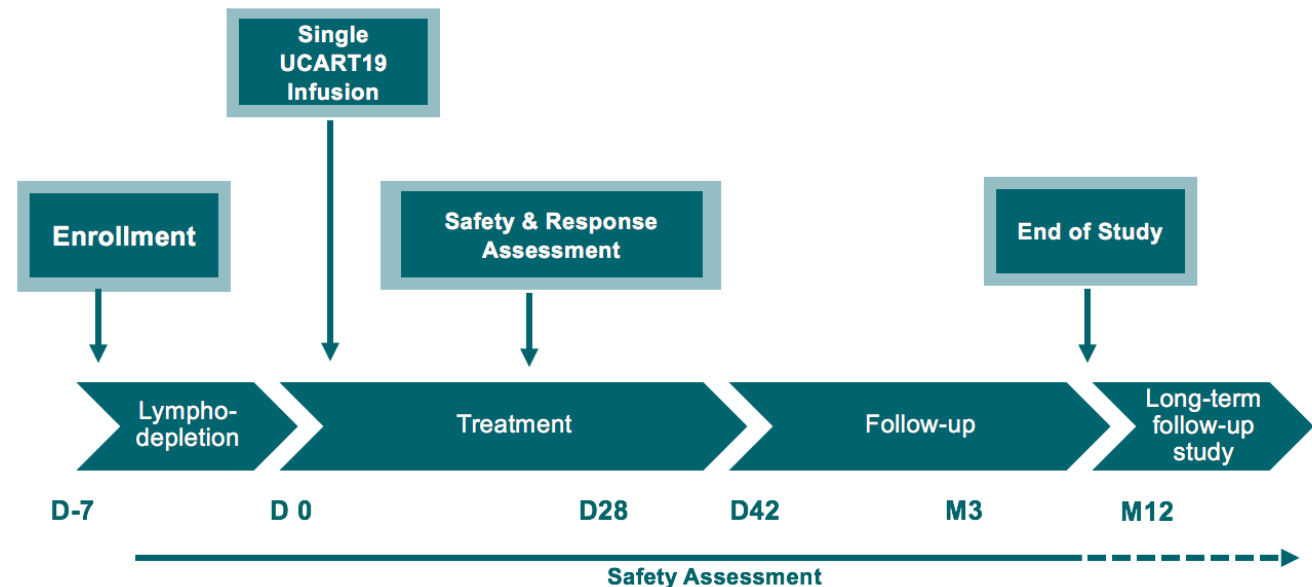 Single
UCART19
Infusion
Enrollment
Safety & Response
Assessment
End of Study
Lympho-
depletion
Treatment
Follow-up
Long-term
follow-up
study
D-7
D 0
D28
D42
M3
M12
Safety Assessment